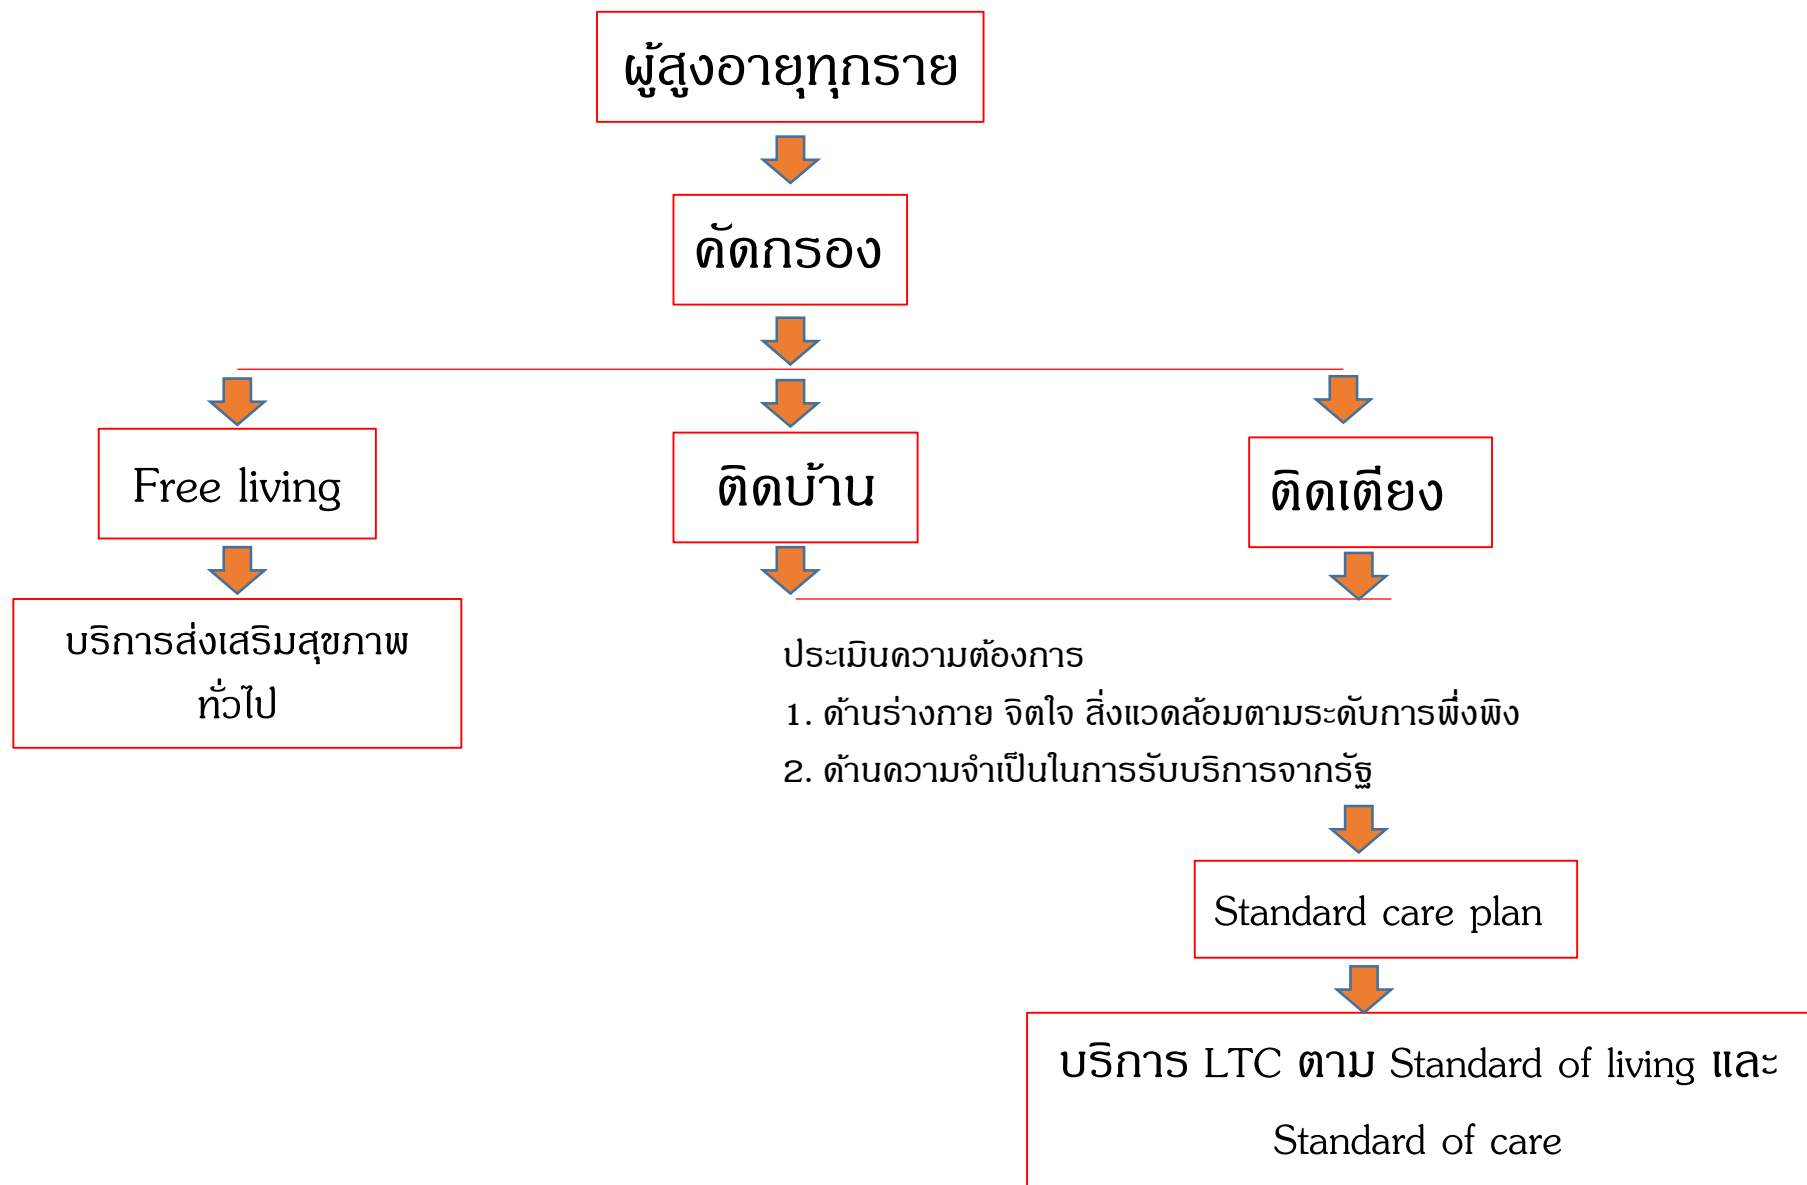 ผู้สูงอายุทุกราย
คัดกรอง
Free living
ติดบ้าน
ติดเตียง
บริการส่งเสริมสุขภาพ
ทั่วไป
ประเมินความต้องการ
1. ด้านร่างกาย จิตใจ สิ่งแวดล้อมตามระดับการพึ่งพิง
2. ด้านความจำเป็นในการรับบริการจากรัฐ
Standard care plan
บริการ LTC ตาม Standard of living และ
Standard of care